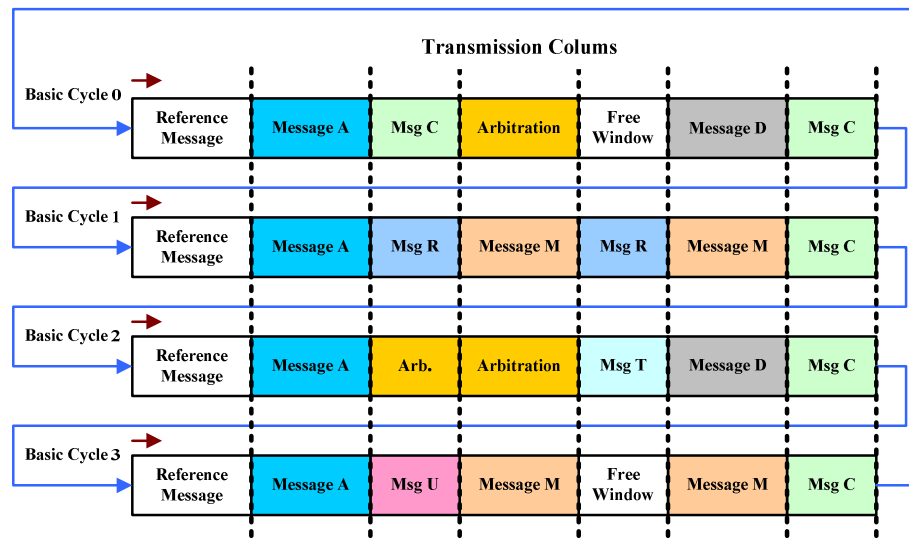 Transmission Colums
Basic Cycle 0
Reference
Message
Message A
Msg C
Arbitration
Free
Window
Message D
Msg C
Basic Cycle 1
Reference
Message
Message A
Msg R
Message M
Msg R
Message M
Msg C
Basic Cycle 2
Reference
Message
Message A
Arb.
Arbitration
Msg T
Message D
Msg C
Basic Cycle 3
Reference
Message
Message A
Msg U
Message M
Free
Window
Message M
Msg C